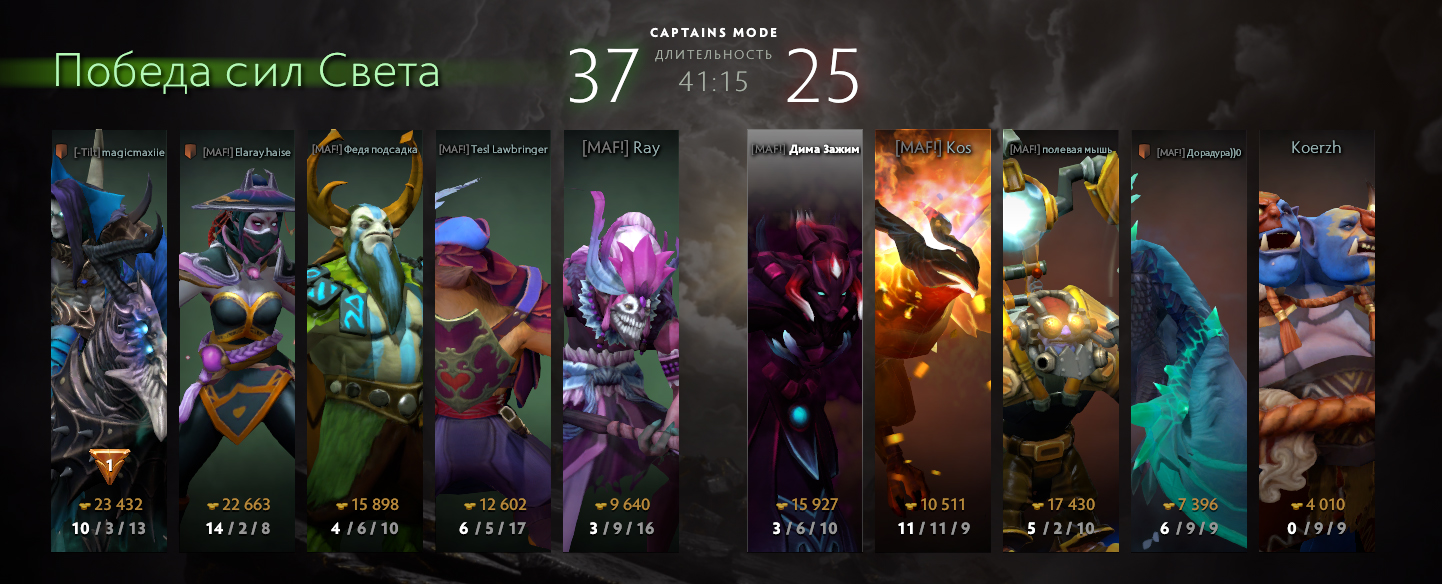 CAPTAINS MODE
Победа сил Света
37
ДЛИТЕЛЬНОСТЬ
41:15
25
[-Tilt] magicmaxiie
[MAF!] Elaray.haise
[MAF!] Федя подсадка
[MAF!] Tesl Lawbringer
[MAF!] Ray
[MAF!] Дима Зажим
[MAF!] Kos
[MAF!] полевая мышь
[MAF!] Дорадура))0
Koerzh
1
23 432
22 663
15 898
12 602
9 640
15 927
10 511
17 430
7 396
4 010
10 / 3 / 13
14 / 2 / 8
4 / 6 / 10
6 / 5 / 17
3 / 9 / 16
3 / 6 / 10
11 / 11 / 9
5 / 2 / 10
6 / 9 / 9
0 / 9 / 9